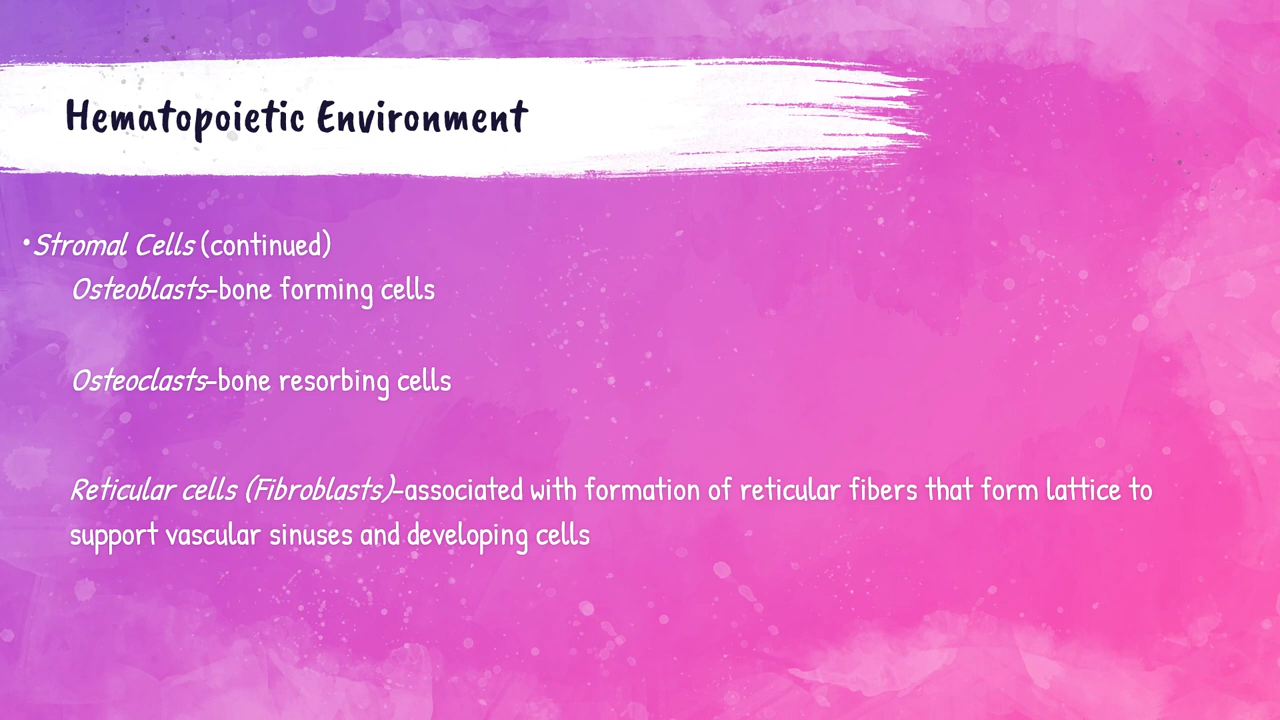 Hematopoietic Environment
•Stromal Cells (continued)
Osteoblasts-bone forming cells
Osteoclasts-bone resorbing cells
Reticular cells (Fibroblasts)-associated with formation of reticular fibers that form lattice to
support vascular sinuses and developing cells